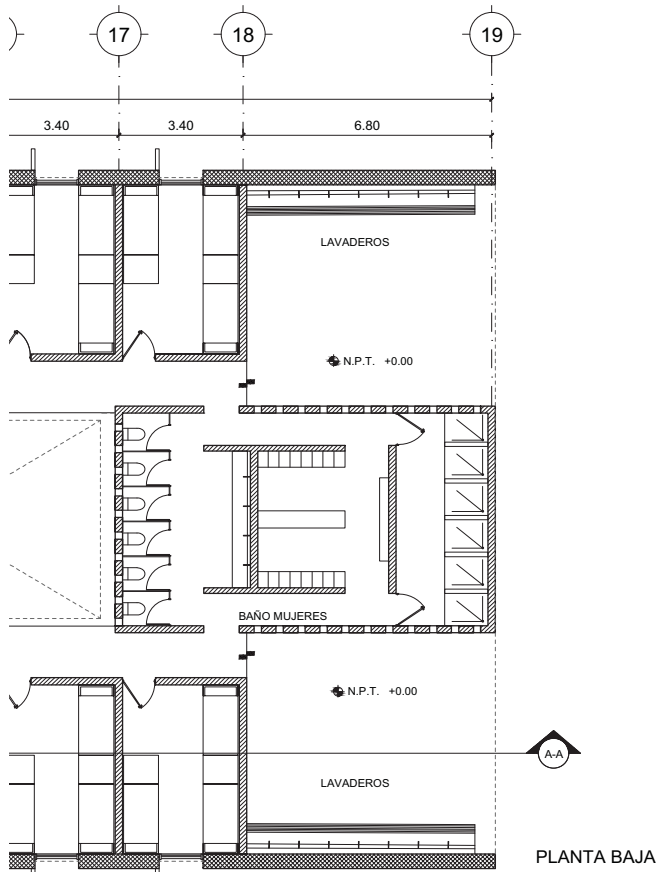 17 18 19
3.40 3.40 6.80
LAVADEROS
N.P.T. +0.00
BAÑO MUJERES
N.P.T. +0.00
A-A
LAVADEROS
PLANTA BAJA